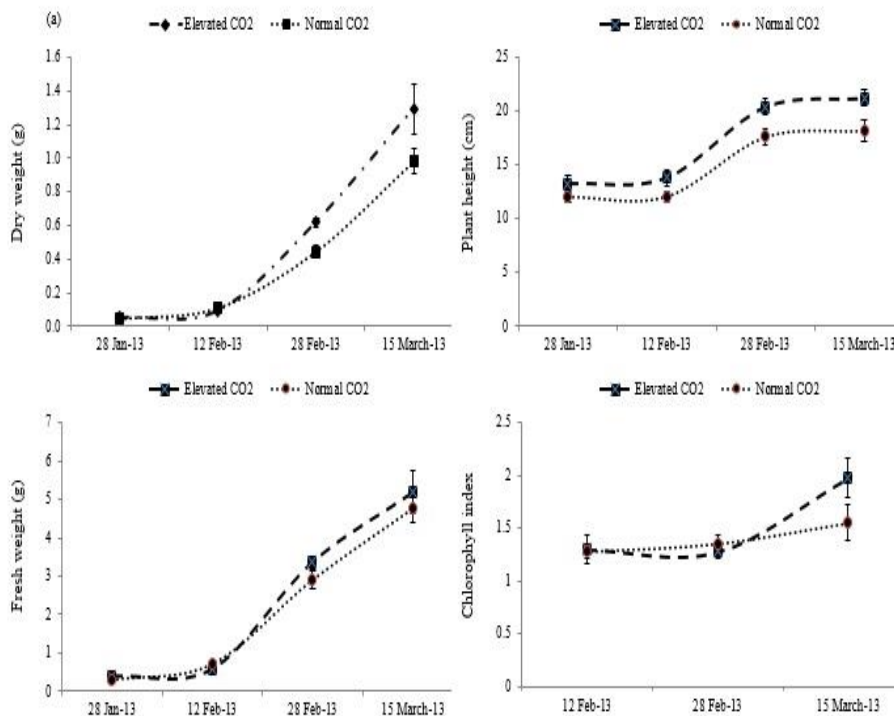 (a)
Elevated CO2 Normal CO2
Dry weight (g)
1.6
1.4
1.2
1.0
0.8
0.6
0.4
0.2
0.0
28 Jan-13 12 Feb-13 28 Feb-13 15 March-13
Elevated CO2 Normal CO2
Plant height (cm)
25
20
15
10
5
0
28 Jan-13 12 Feb-13 28 Feb-13 15 March-13
Elevated CO2 Normal CO2
Fresh weight (g)
7
6
5
4
3
2
1
0
28 Jan-13 12 Feb-13 28 Feb-13 15 March-13
Elevated CO2 Normal CO2
Chlorophyll index
2.5
2
1.5
1
0.5
0
12 Feb-13 28 Feb-13 15 March-13